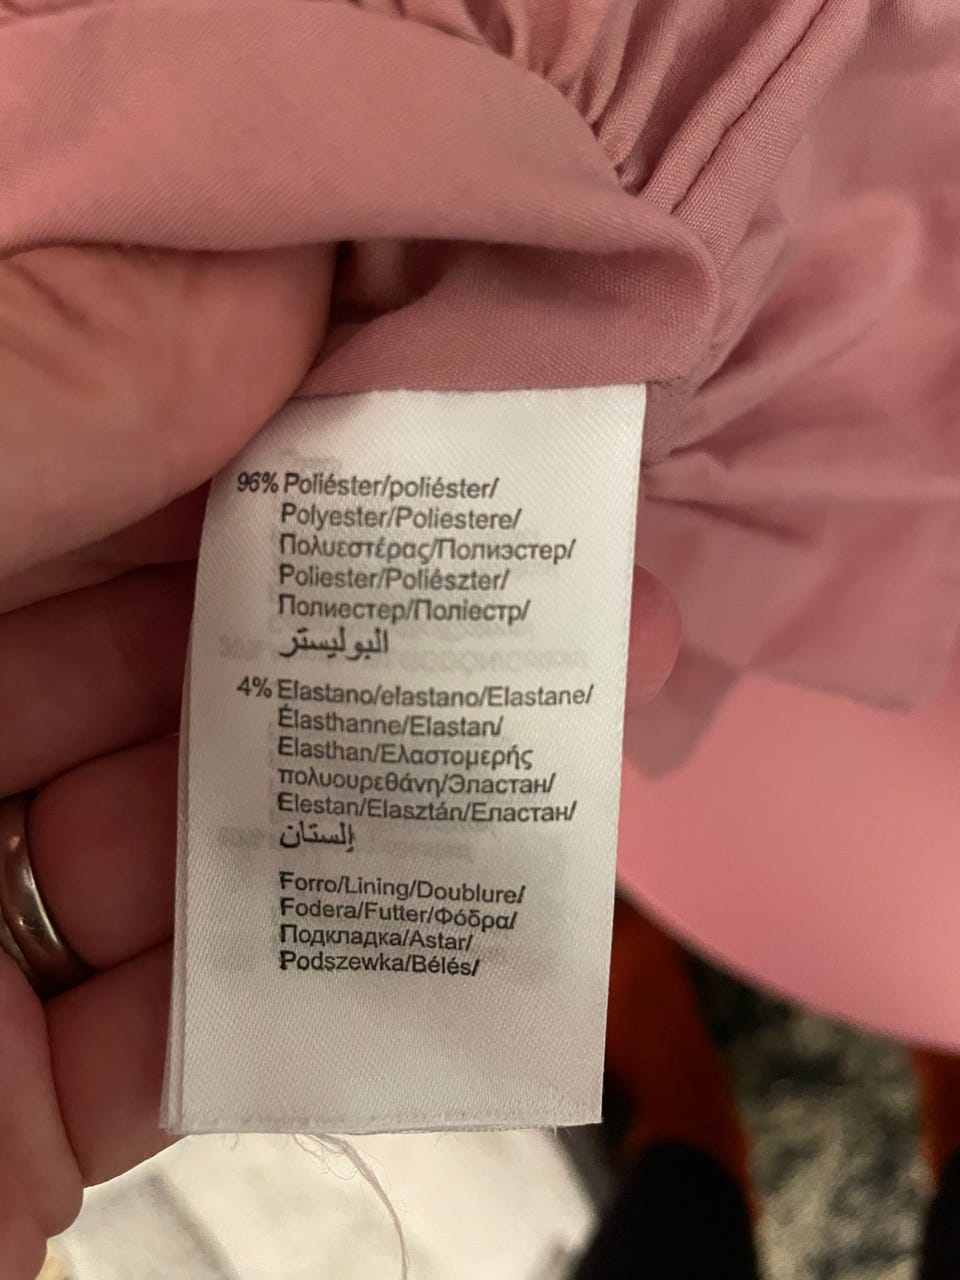 96% Poliéster/poliéster/
Polyester/Poliestere/
Πολυεστέρας/Полиэстер/
Poliester/Poliészter/
Полиестер/Поліестр/
البوليستر
4% Elastano/elastano/Elastane/
Élasthanne/Elastan/
Elasthan/Ελαστομερής
πολυουρεθάνη/Эластан/
Elestan/Elasztán/Еластан/
إلستان
Forro/Lining/Doublure/
Fodera/Futter/Φόδρα/
Подкладка/Astar/
Podszewka/Bélés/